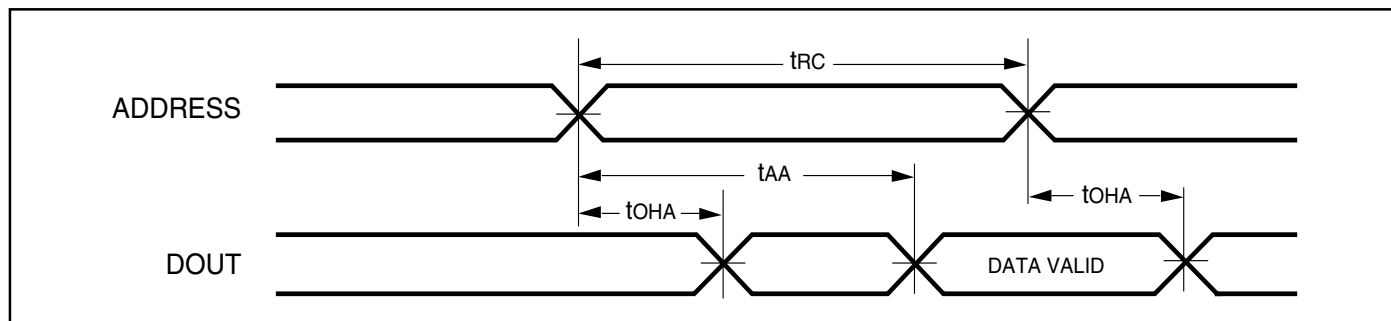 tRC
ADDRESS
tAA
tOHA
tOHA
DOUT
DATA VALID